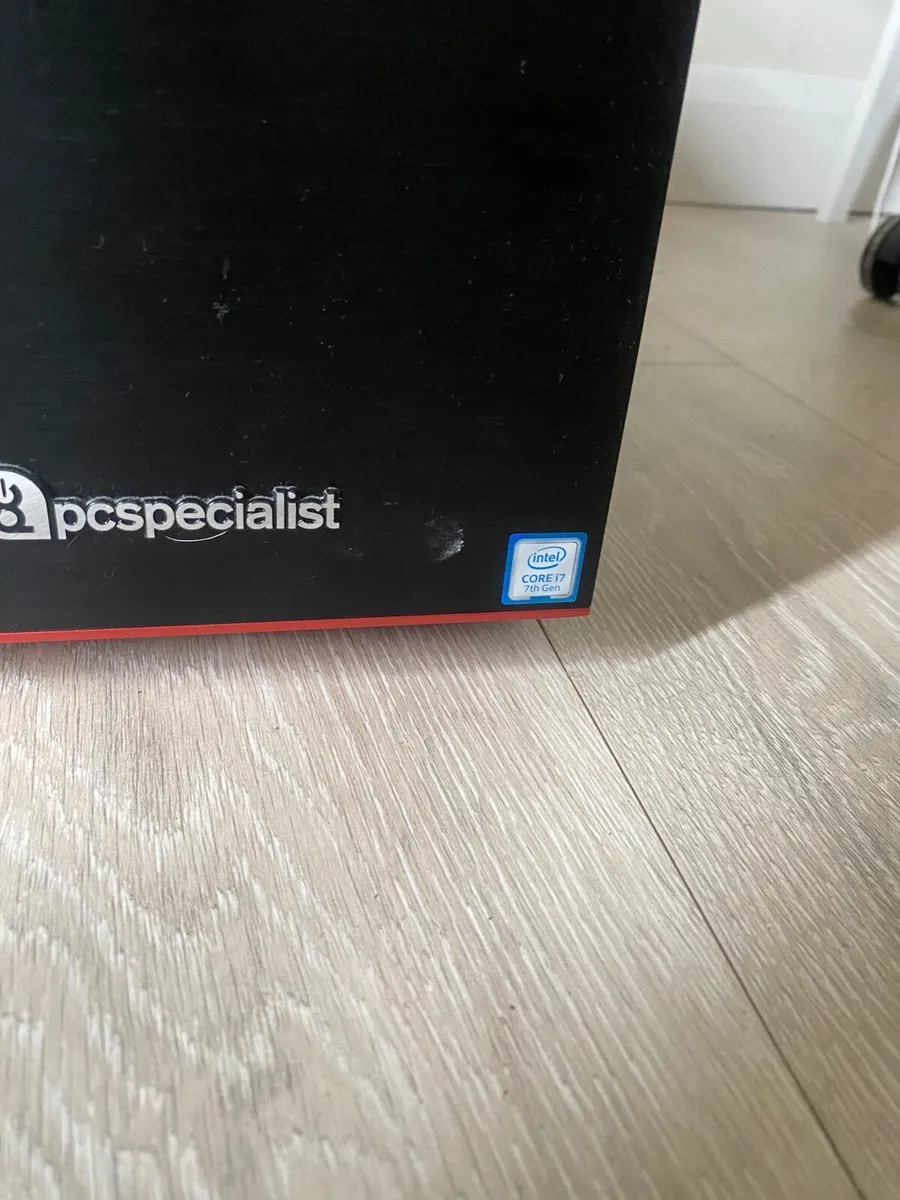 pcspecialist
intel
CORE i7
7th Gen